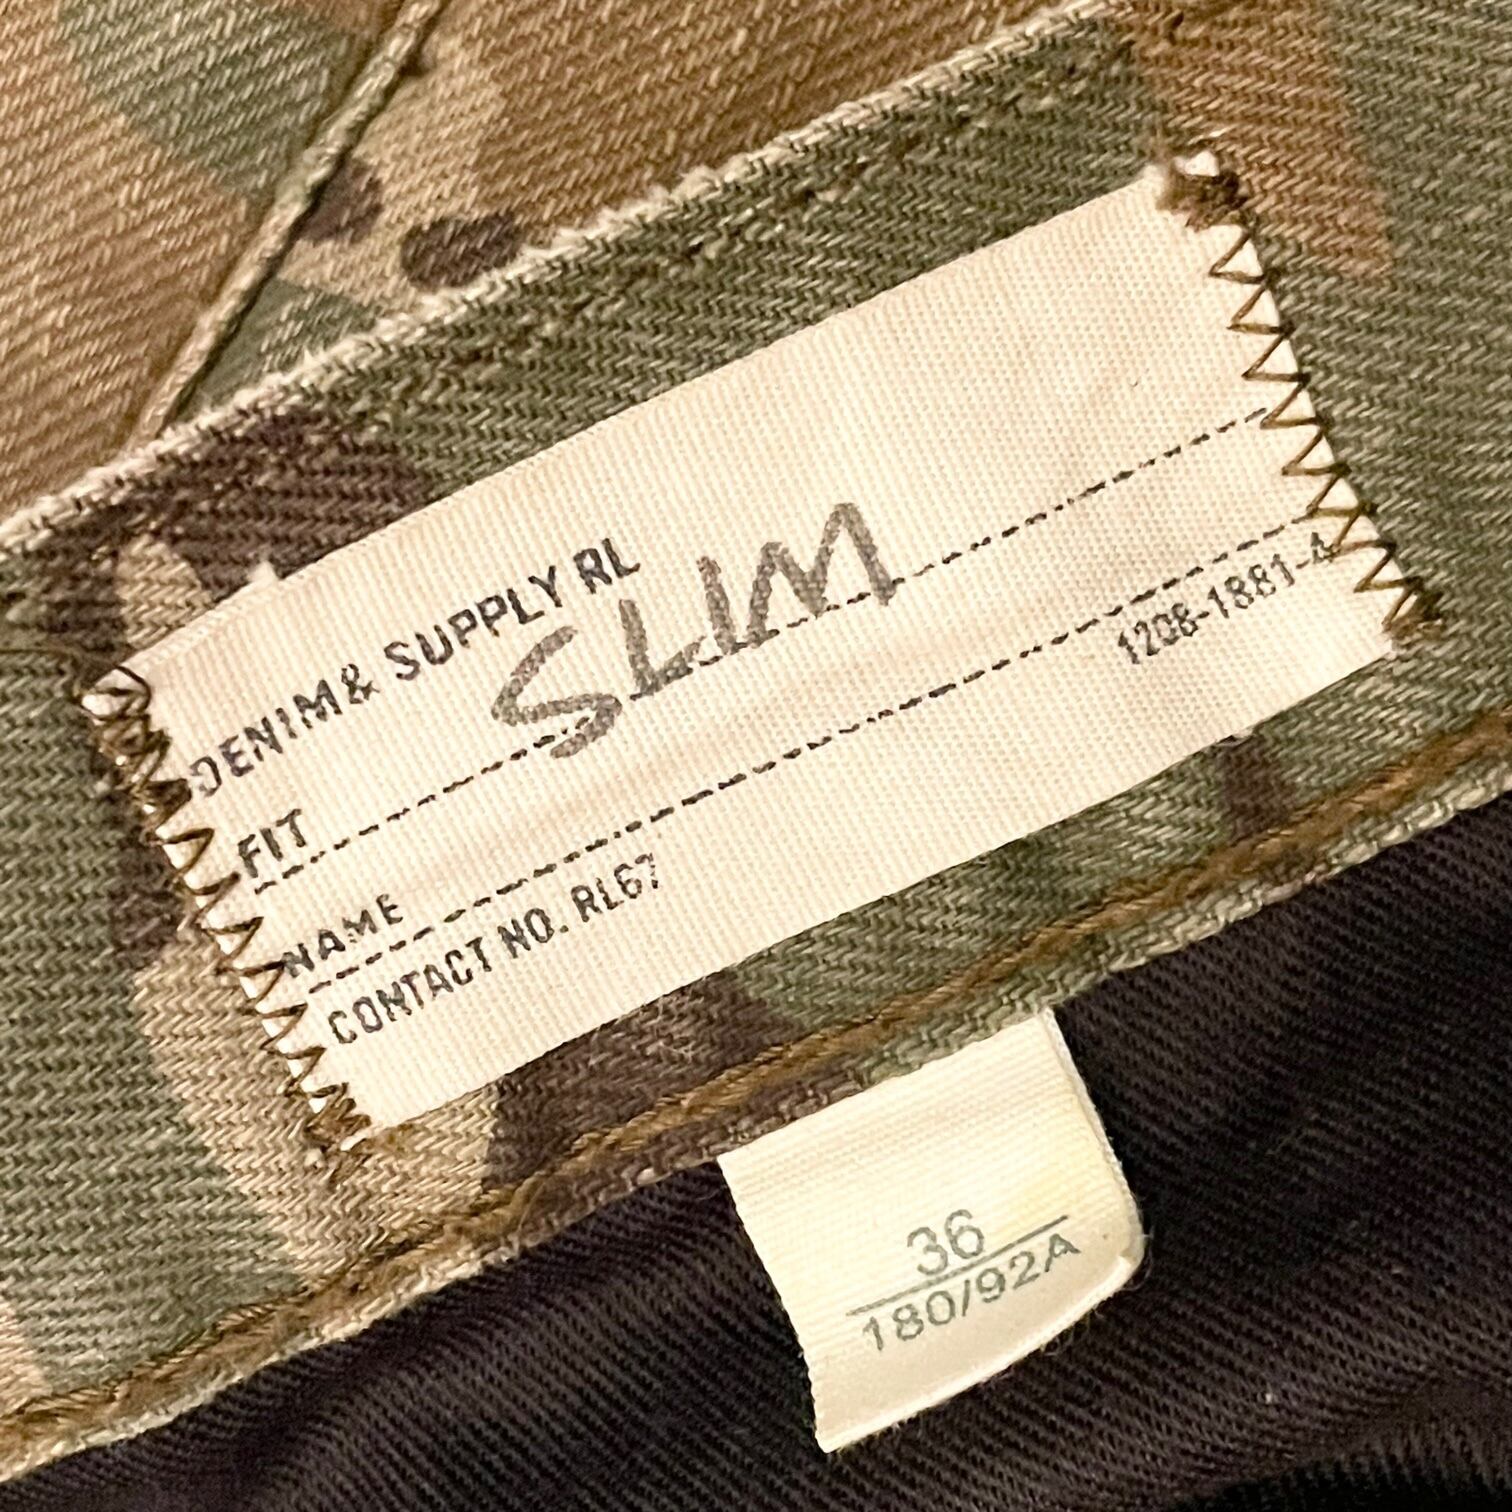 DENIM & SUPPLY RL
FIT SLIM
NAME
CONTACT NO. RL67
1208-1881-4
36
180/92A